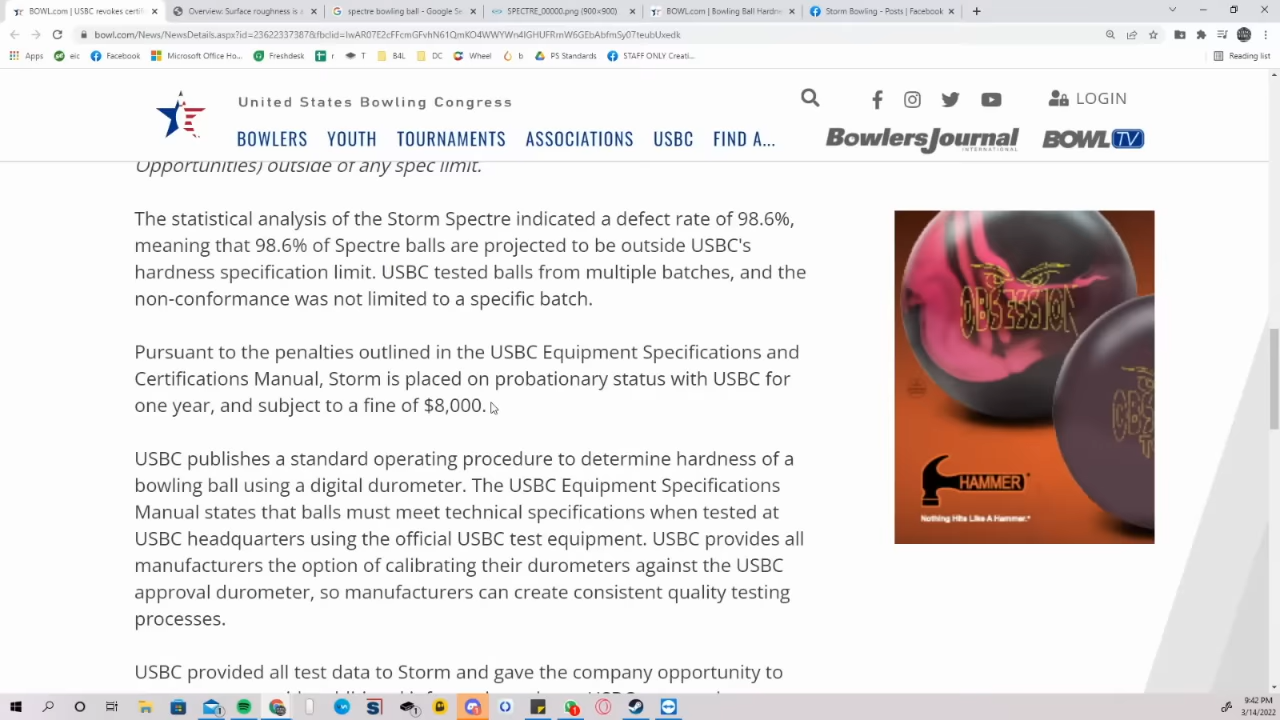 BOWL.com | USBC revokes certi
Overview: Surface roughness is a
spectre bowling ball - Google Se
SPECTRE_00000.png (900×900)
BOWL.com | Bowling Ball Hardne
Storm Bowling - Posts | Facebook
bowl.com/News/NewsDetails.aspx?id=23622337387&fbclid=IwAR07E2cFFcmGFvhN61QmKO4WWYWn4IGHUFRmW6GEbAbfmSy07teubUxedk
Apps
eic
Facebook
Microsoft Office Ho...
Freshdesk
r
B4L
DC
Wheel
b
PS Standards
STAFF ONLY Creati...
Reading list
United States Bowling Congress
LOGIN
BOWLERS YOUTH TOURNAMENTS ASSOCIATIONS USBC FIND A...
BowlersJournal
INTERNATIONAL
BOWL TV
Opportunities) outside of any spec limit.
The statistical analysis of the Storm Spectre indicated a defect rate of 98.6%,
meaning that 98.6% of Spectre balls are projected to be outside USBC's
hardness specification limit. USBC tested balls from multiple batches, and the
non-conformance was not limited to a specific batch.
Pursuant to the penalties outlined in the USBC Equipment Specifications and
Certifications Manual, Storm is placed on probationary status with USBC for
one year, and subject to a fine of $8,000.
USBC publishes a standard operating procedure to determine hardness of a
bowling ball using a digital durometer. The USBC Equipment Specifications
Manual states that balls must meet technical specifications when tested at
USBC headquarters using the official USBC test equipment. USBC provides all
manufacturers the option of calibrating their durometers against the USBC
approval durometer, so manufacturers can create consistent quality testing
processes.
USBC provided all test data to Storm and gave the company opportunity to
OBSESSION
HAMMER
Nothing Hits Like A Hammer.
9:42 PM
3/14/2022